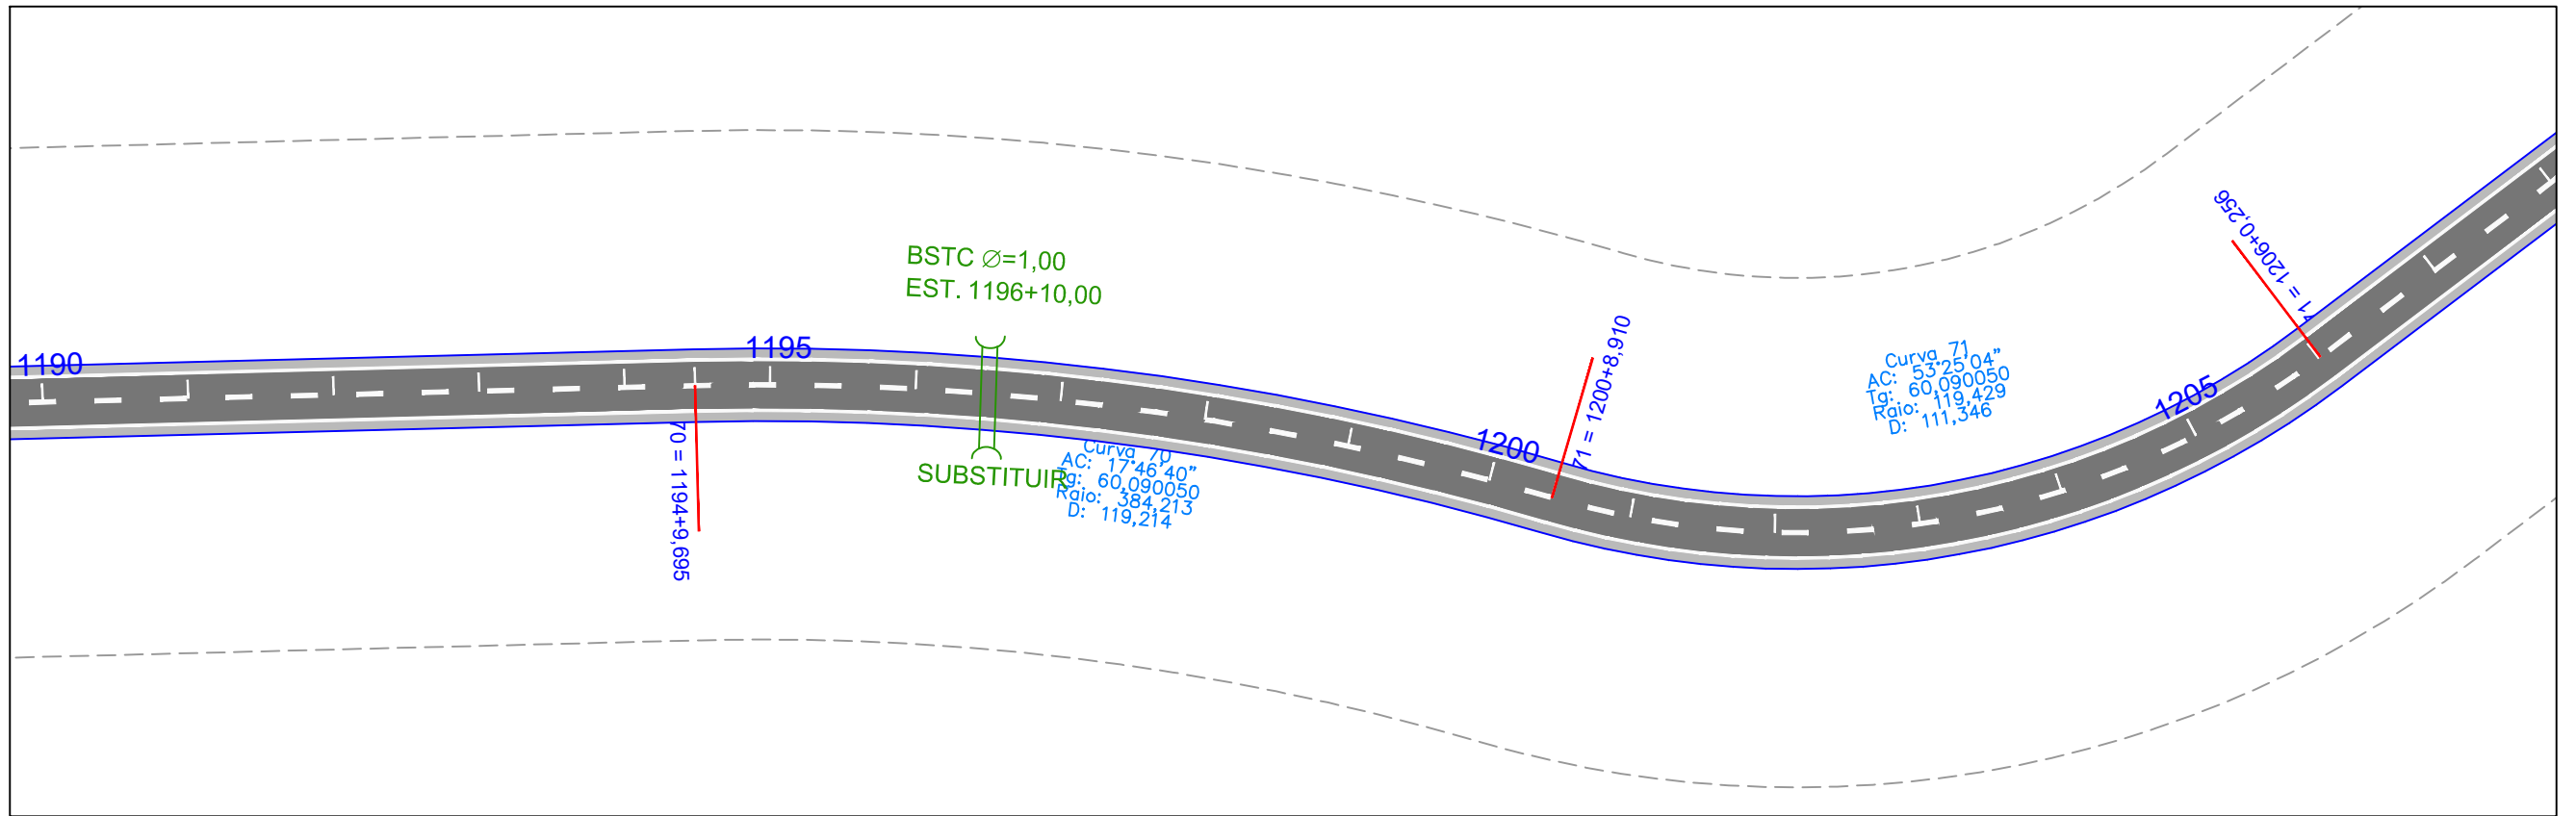 1190
1195
BSTC ∅=1,00
EST. 1196+10,00
SUBSTITUIR
70 = 1194+9,695
Curva 70
AC: 17°46'40"
Tg: 60,090050
Raio: 384,213
D: 119,214
1200
71 = 1200+8,910
Curva 71
AC: 53°25'04"
Tg: 60,090050
Raio: 119,429
D: 111,346
1205
71 = 1206+0,256